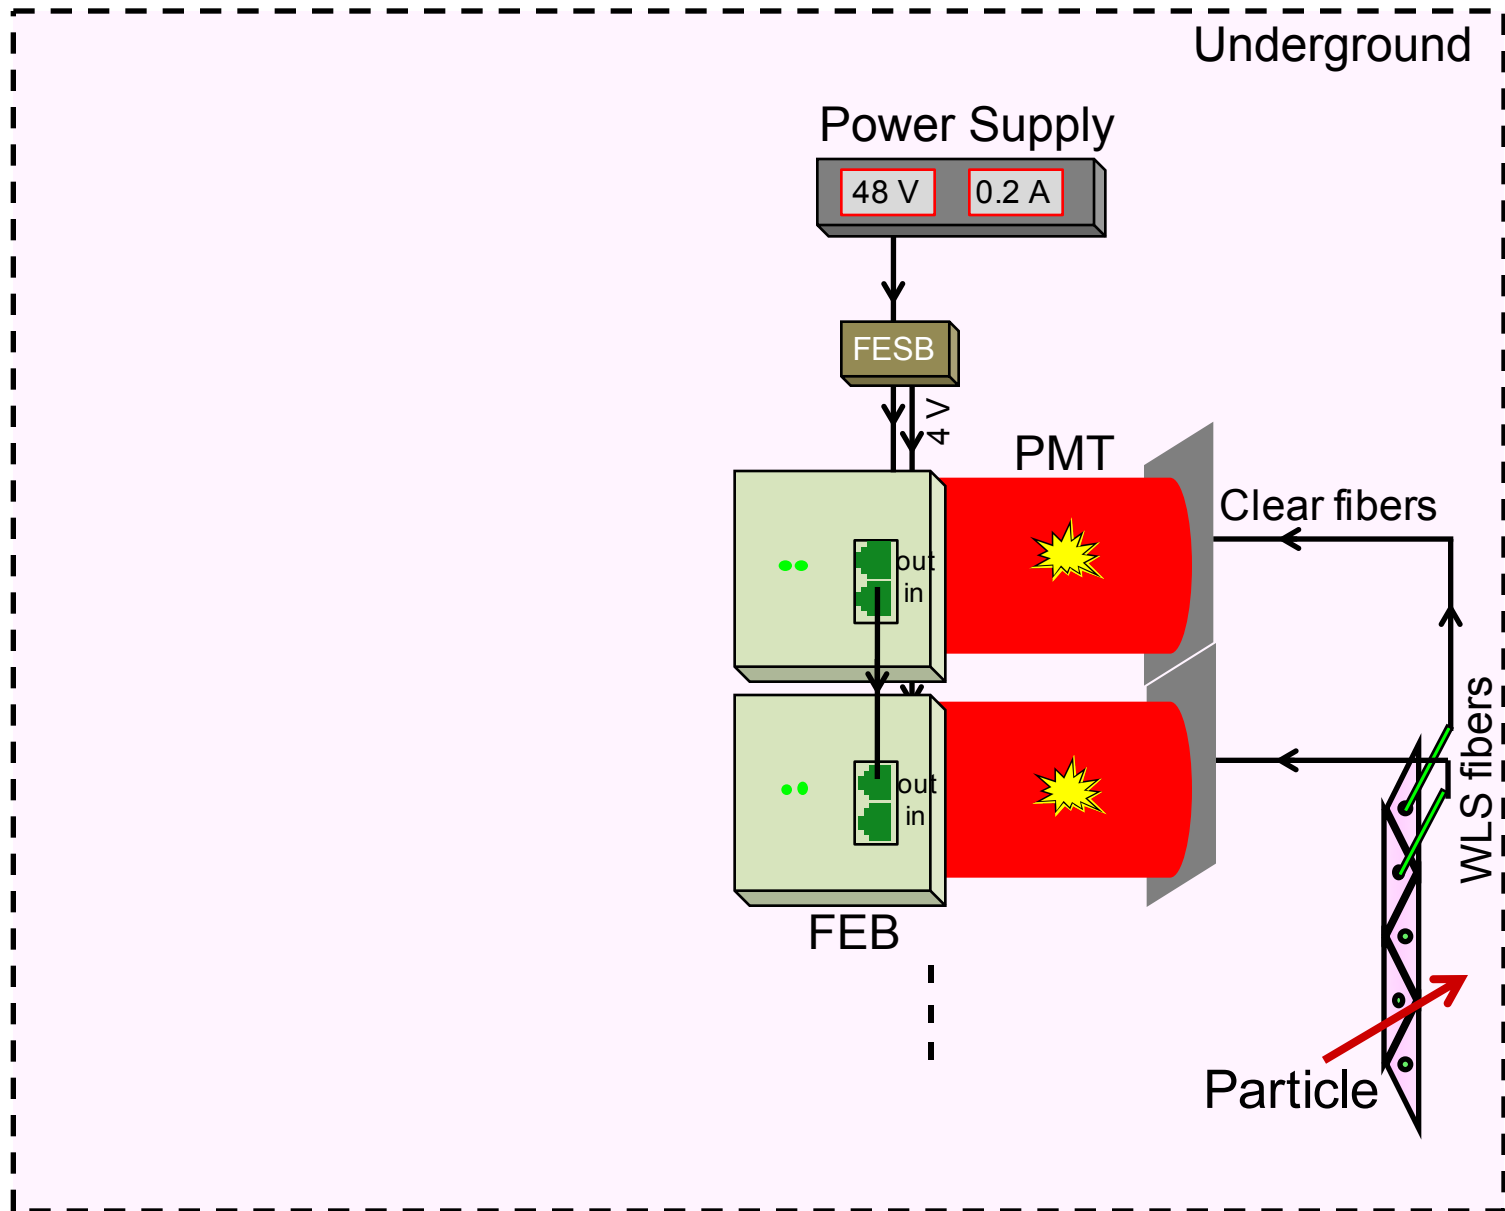 Underground
Power Supply
48 V
0.2 A
FESB
4 V
PMT
Clear fibers
out
in
WLS fibers
out
in
FEB
Particle